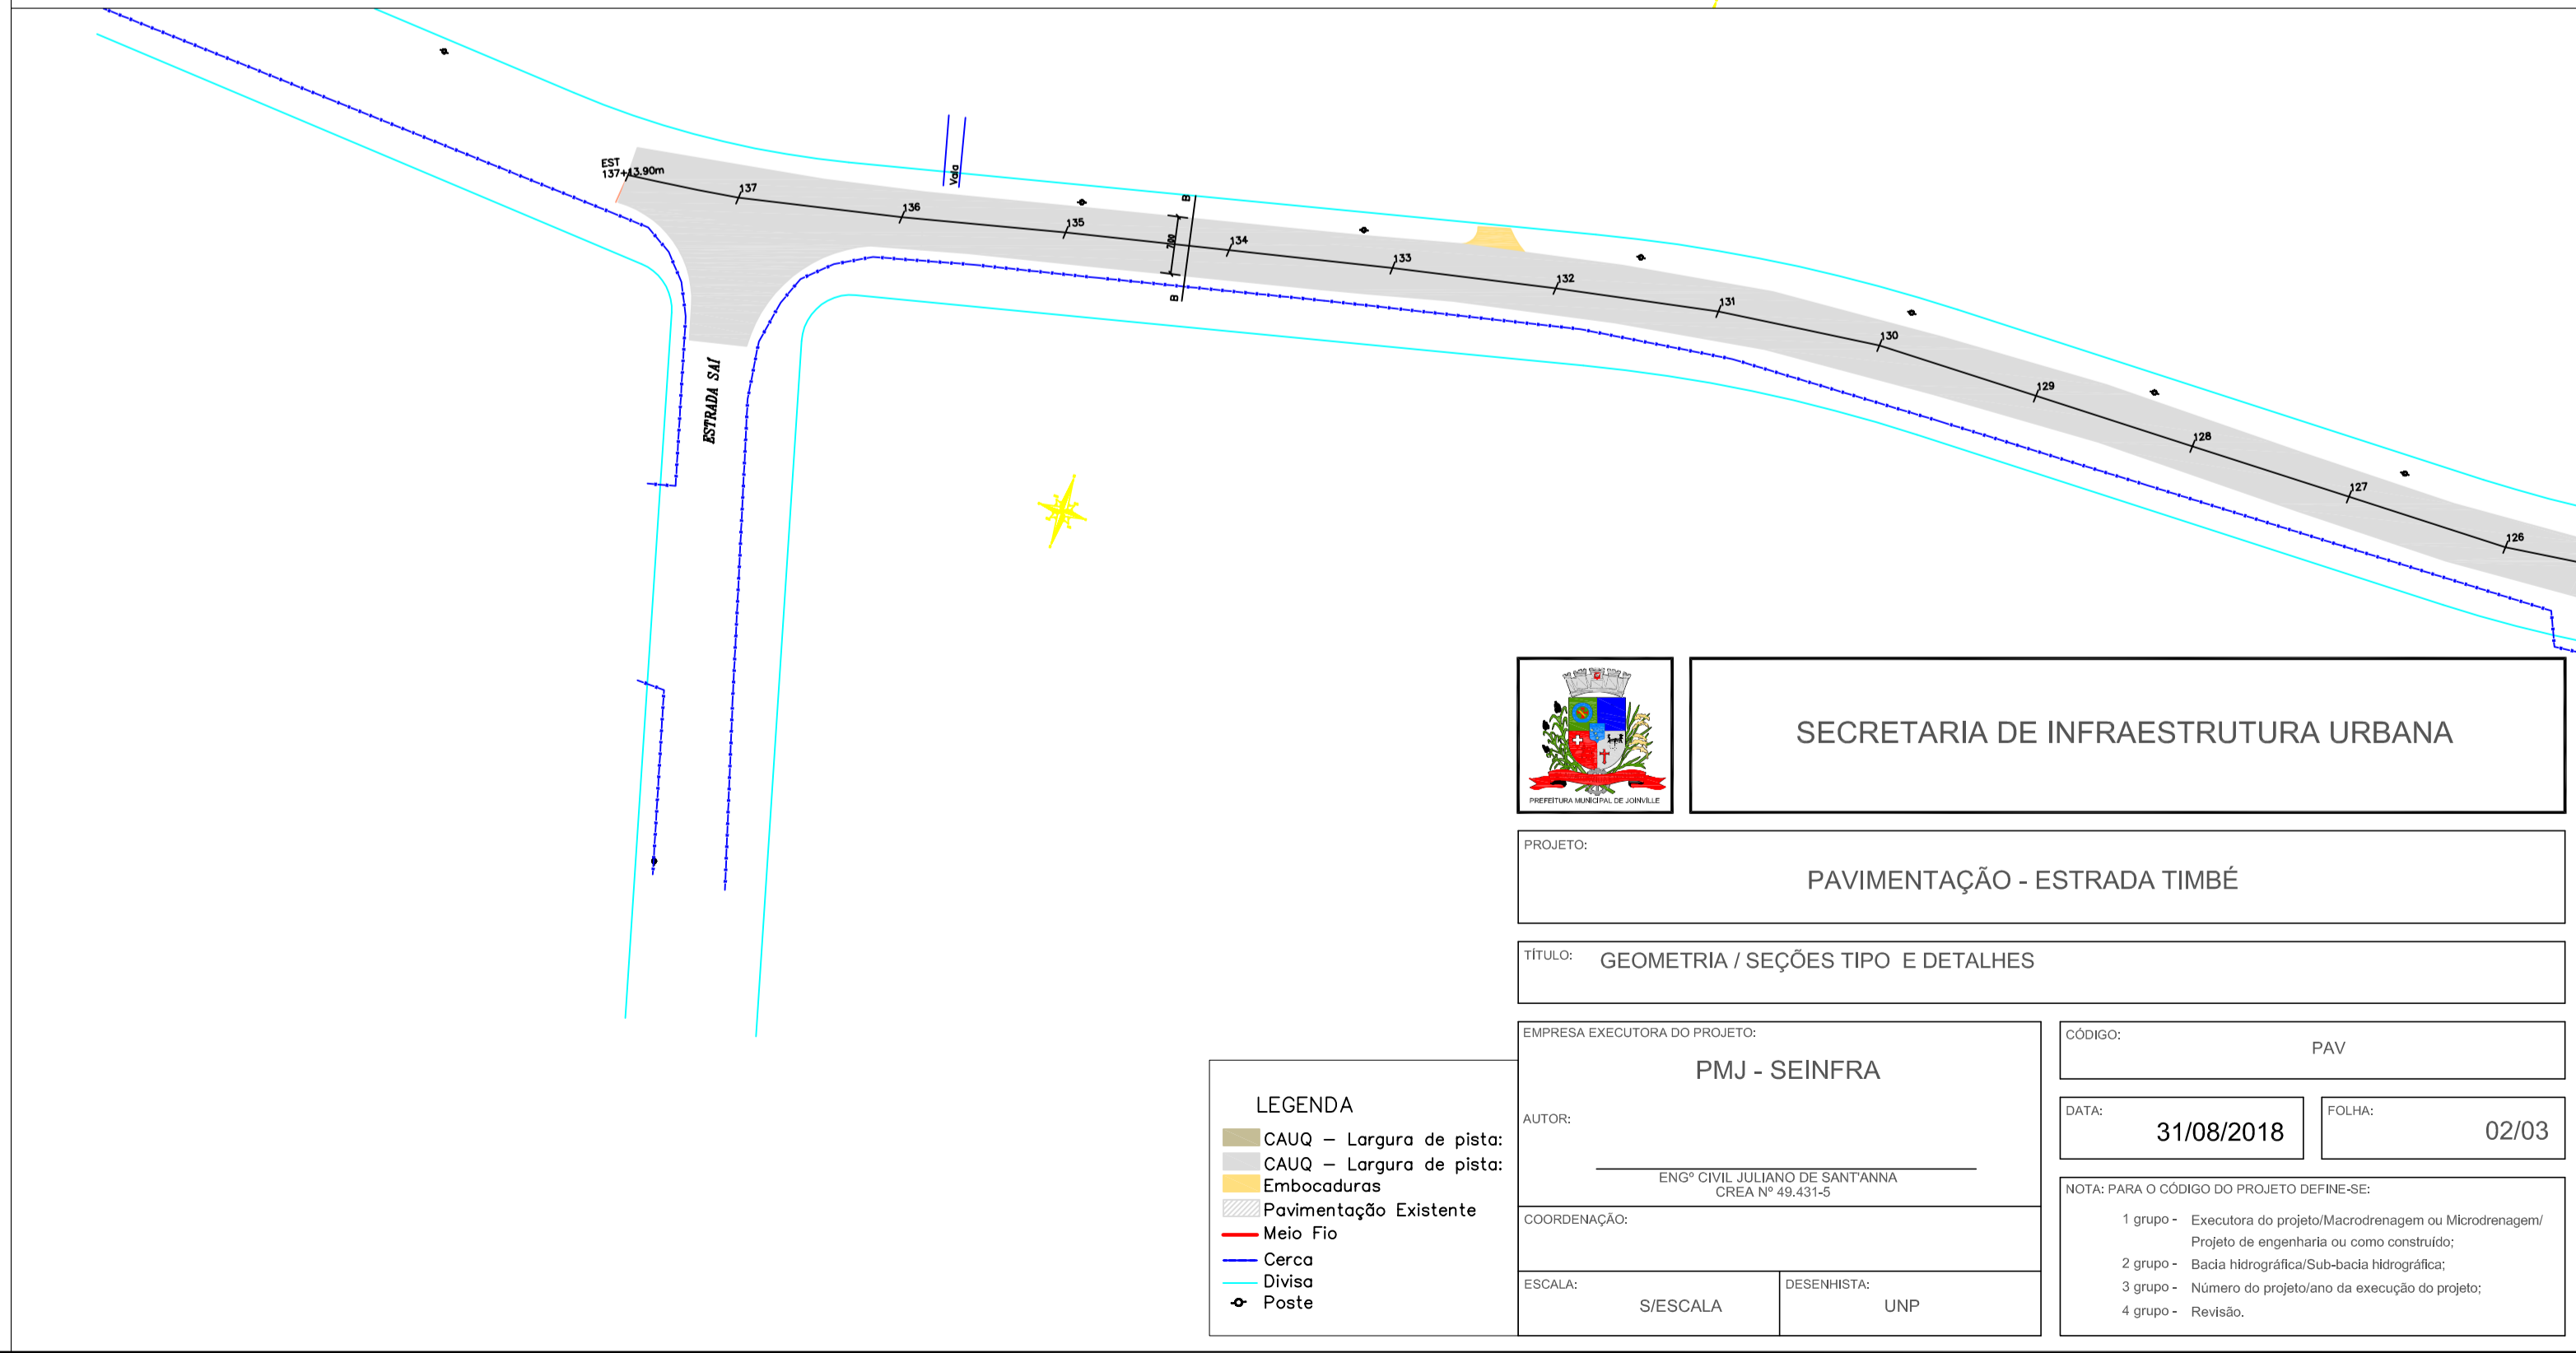 EST
137+13.90m
137
136
135
134
133
132
131
130
129
128
127
126
Vala
B
7.00
B
ESTRADA SAÍ
PREFEITURA MUNICIPAL DE JOINVILLE
SECRETARIA DE INFRAESTRUTURA URBANA
PROJETO:
PAVIMENTAÇÃO - ESTRADA TIMBÉ
TÍTULO: GEOMETRIA / SEÇÕES TIPO E DETALHES
EMPRESA EXECUTORA DO PROJETO:
PMJ - SEINFRA
AUTOR:
ENGº CIVIL JULIANO DE SANT'ANNA
CREA Nº 49.431-5
COORDENAÇÃO:
ESCALA:
S/ESCALA
DESENHISTA:
UNP
CÓDIGO:
PAV
DATA:
31/08/2018
FOLHA:
02/03
NOTA: PARA O CÓDIGO DO PROJETO DEFINE-SE:
1 grupo - Executora do projeto/Macrodrenagem ou Microdrenagem/
Projeto de engenharia ou como construído;
2 grupo - Bacia hidrográfica/Sub-bacia hidrográfica;
3 grupo - Número do projeto/ano da execução do projeto;
4 grupo - Revisão.
LEGENDA
CAUQ – Largura de pista:
CAUQ – Largura de pista:
Embocaduras
Pavimentação Existente
Meio Fio
Cerca
Divisa
Poste